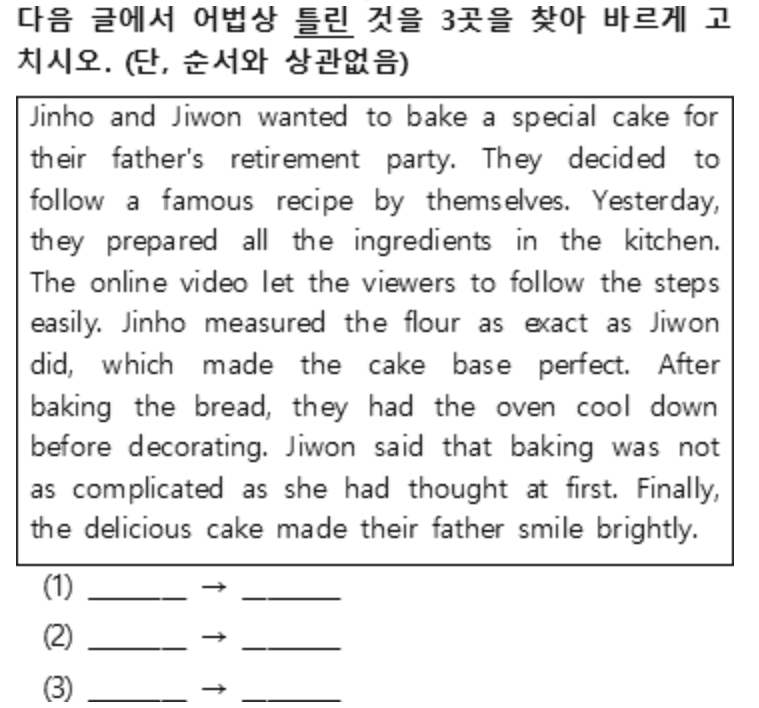 다음 글에서 어법상 틀린 것을 3곳을 찾아 바르게 고
치시오. (단, 순서와 상관없음)
Jinho and Jiwon wanted to bake a special cake for
their father's retirement party. They decided to
follow a famous recipe by themselves. Yesterday,
they prepared all the ingredients in the kitchen.
The online video let the viewers to follow the steps
easily. Jinho measured the flour as exact as Jiwon
did, which made the cake base perfect. After
baking the bread, they had the oven cool down
before decorating. Jiwon said that baking was not
as complicated as she had thought at first. Finally,
the delicious cake made their father smile brightly.
(1) ________ → ________
(2) ________ → ________
(3) ________ → ________